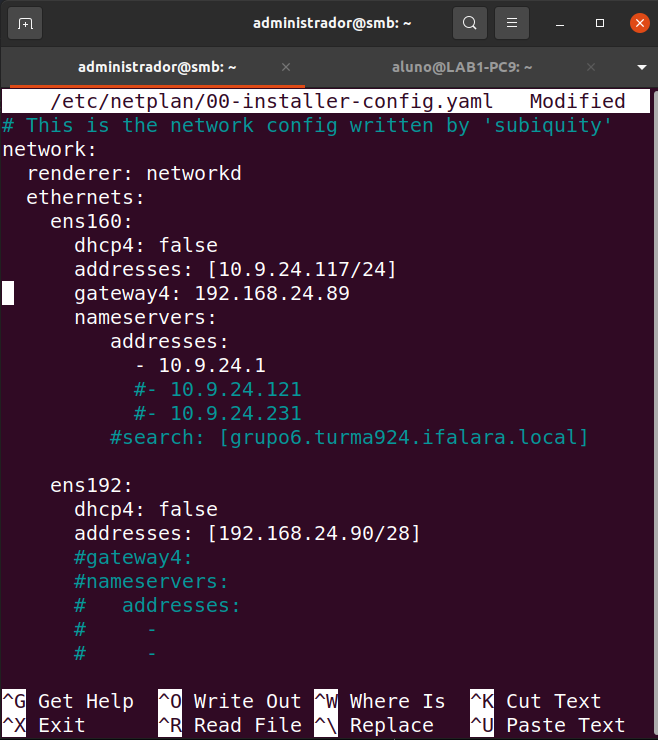 administrador@smb: ~
administrador@smb: ~ × aluno@LAB1-PC9: ~ ×
/etc/netplan/00-installer-config.yaml   Modified
# This is the network config written by 'subiquity'
network:
  renderer: networkd
  ethernets:
    ens160:
      dhcp4: false
      addresses: [10.9.24.117/24]
      gateway4: 192.168.24.89
      nameservers:
         addresses:
           - 10.9.24.1
           #- 10.9.24.121
           #- 10.9.24.231
         #search: [grupo6.turma924.ifalara.local]
    ens192:
      dhcp4: false
      addresses: [192.168.24.90/28]
      #gateway4:
      #nameservers:
      #   addresses:
      #     -
      #     -
^G Get Help  ^O Write Out ^W Where Is  ^K Cut Text
^X Exit      ^R Read File ^\ Replace   ^U Paste Text